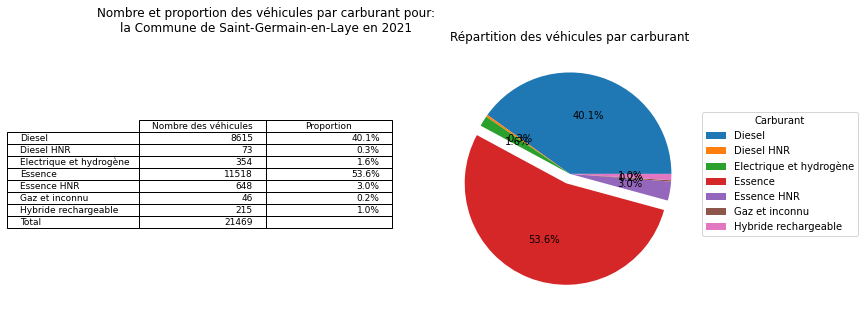 Nombre et proportion des véhicules par carburant pour:
la Commune de Saint-Germain-en-Laye en 2021
Nombre des véhicules Proportion
Diesel 8615 40.1%
Diesel HNR 73 0.3%
Electrique et hydrogène 354 1.6%
Essence 11518 53.6%
Essence HNR 648 3.0%
Gaz et inconnu 46 0.2%
Hybride rechargeable 215 1.0%
Total 21469
Répartition des véhicules par carburant
40.1%
0.3%
1.6%
1.0%
0.2%
3.0%
53.6%
Carburant
Diesel
Diesel HNR
Electrique et hydrogène
Essence
Essence HNR
Gaz et inconnu
Hybride rechargeable